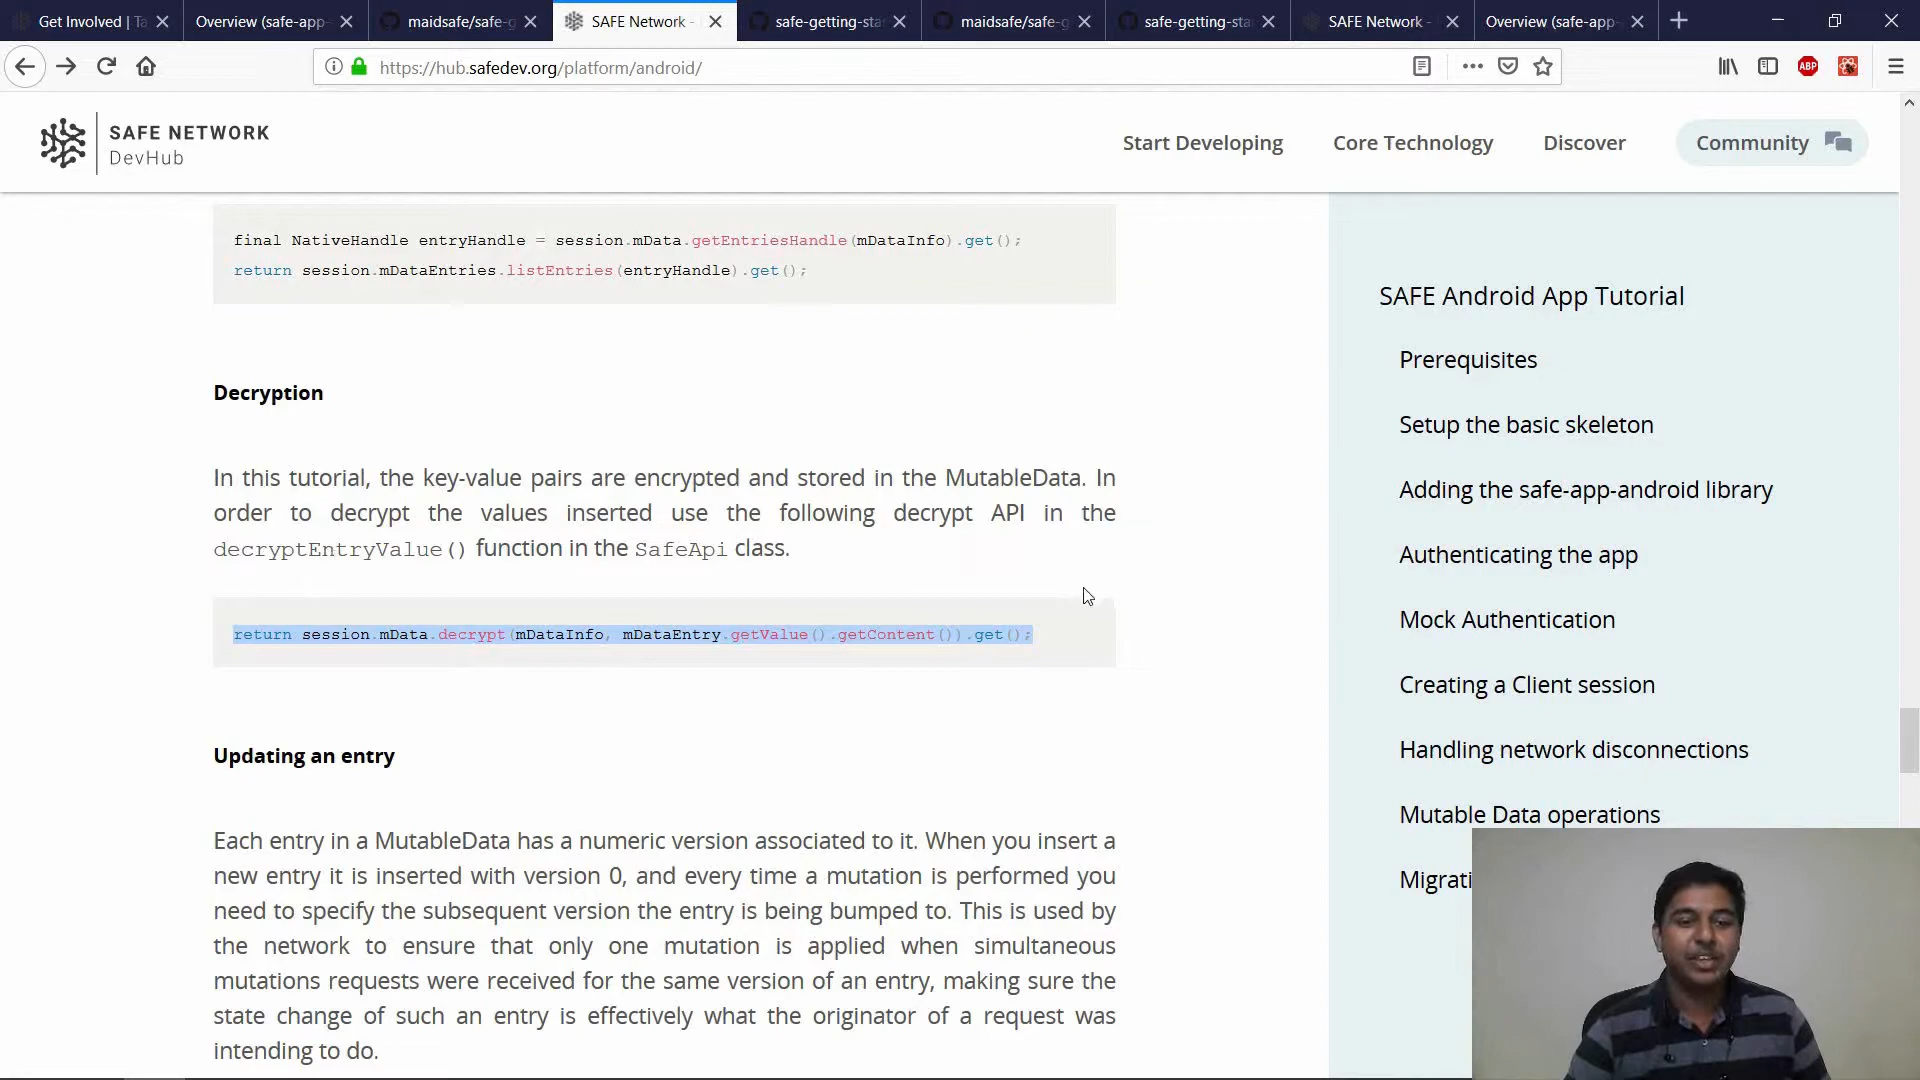 Get Involved | Ta
Overview (safe-app-
maidsafe/safe-g
SAFE Network -
safe-getting-sta
maidsafe/safe-g
safe-getting-sta
SAFE Network -
Overview (safe-app-
https://hub.safedev.org/platform/android/
ABP
SAFE NETWORK
DevHub
Start Developing
Core Technology
Discover
Community
final NativeHandle entryHandle = session.mData.getEntriesHandle(mDataInfo).get();
return session.mDataEntries.listEntries(entryHandle).get();
Decryption
In this tutorial, the key-value pairs are encrypted and stored in the MutableData. In
order to decrypt the values inserted use the following decrypt API in the
decryptEntryValue() function in the SafeApi class.
return session.mData.decrypt(mDataInfo, mDataEntry.getValue().getContent()).get();
Updating an entry
Each entry in a MutableData has a numeric version associated to it. When you insert a
new entry it is inserted with version 0, and every time a mutation is performed you
need to specify the subsequent version the entry is being bumped to. This is used by
the network to ensure that only one mutation is applied when simultaneous
mutations requests were received for the same version of an entry, making sure the
state change of such an entry is effectively what the originator of a request was
intending to do.
SAFE Android App Tutorial
Prerequisites
Setup the basic skeleton
Adding the safe-app-android library
Authenticating the app
Mock Authentication
Creating a Client session
Handling network disconnections
Mutable Data operations
Migrati